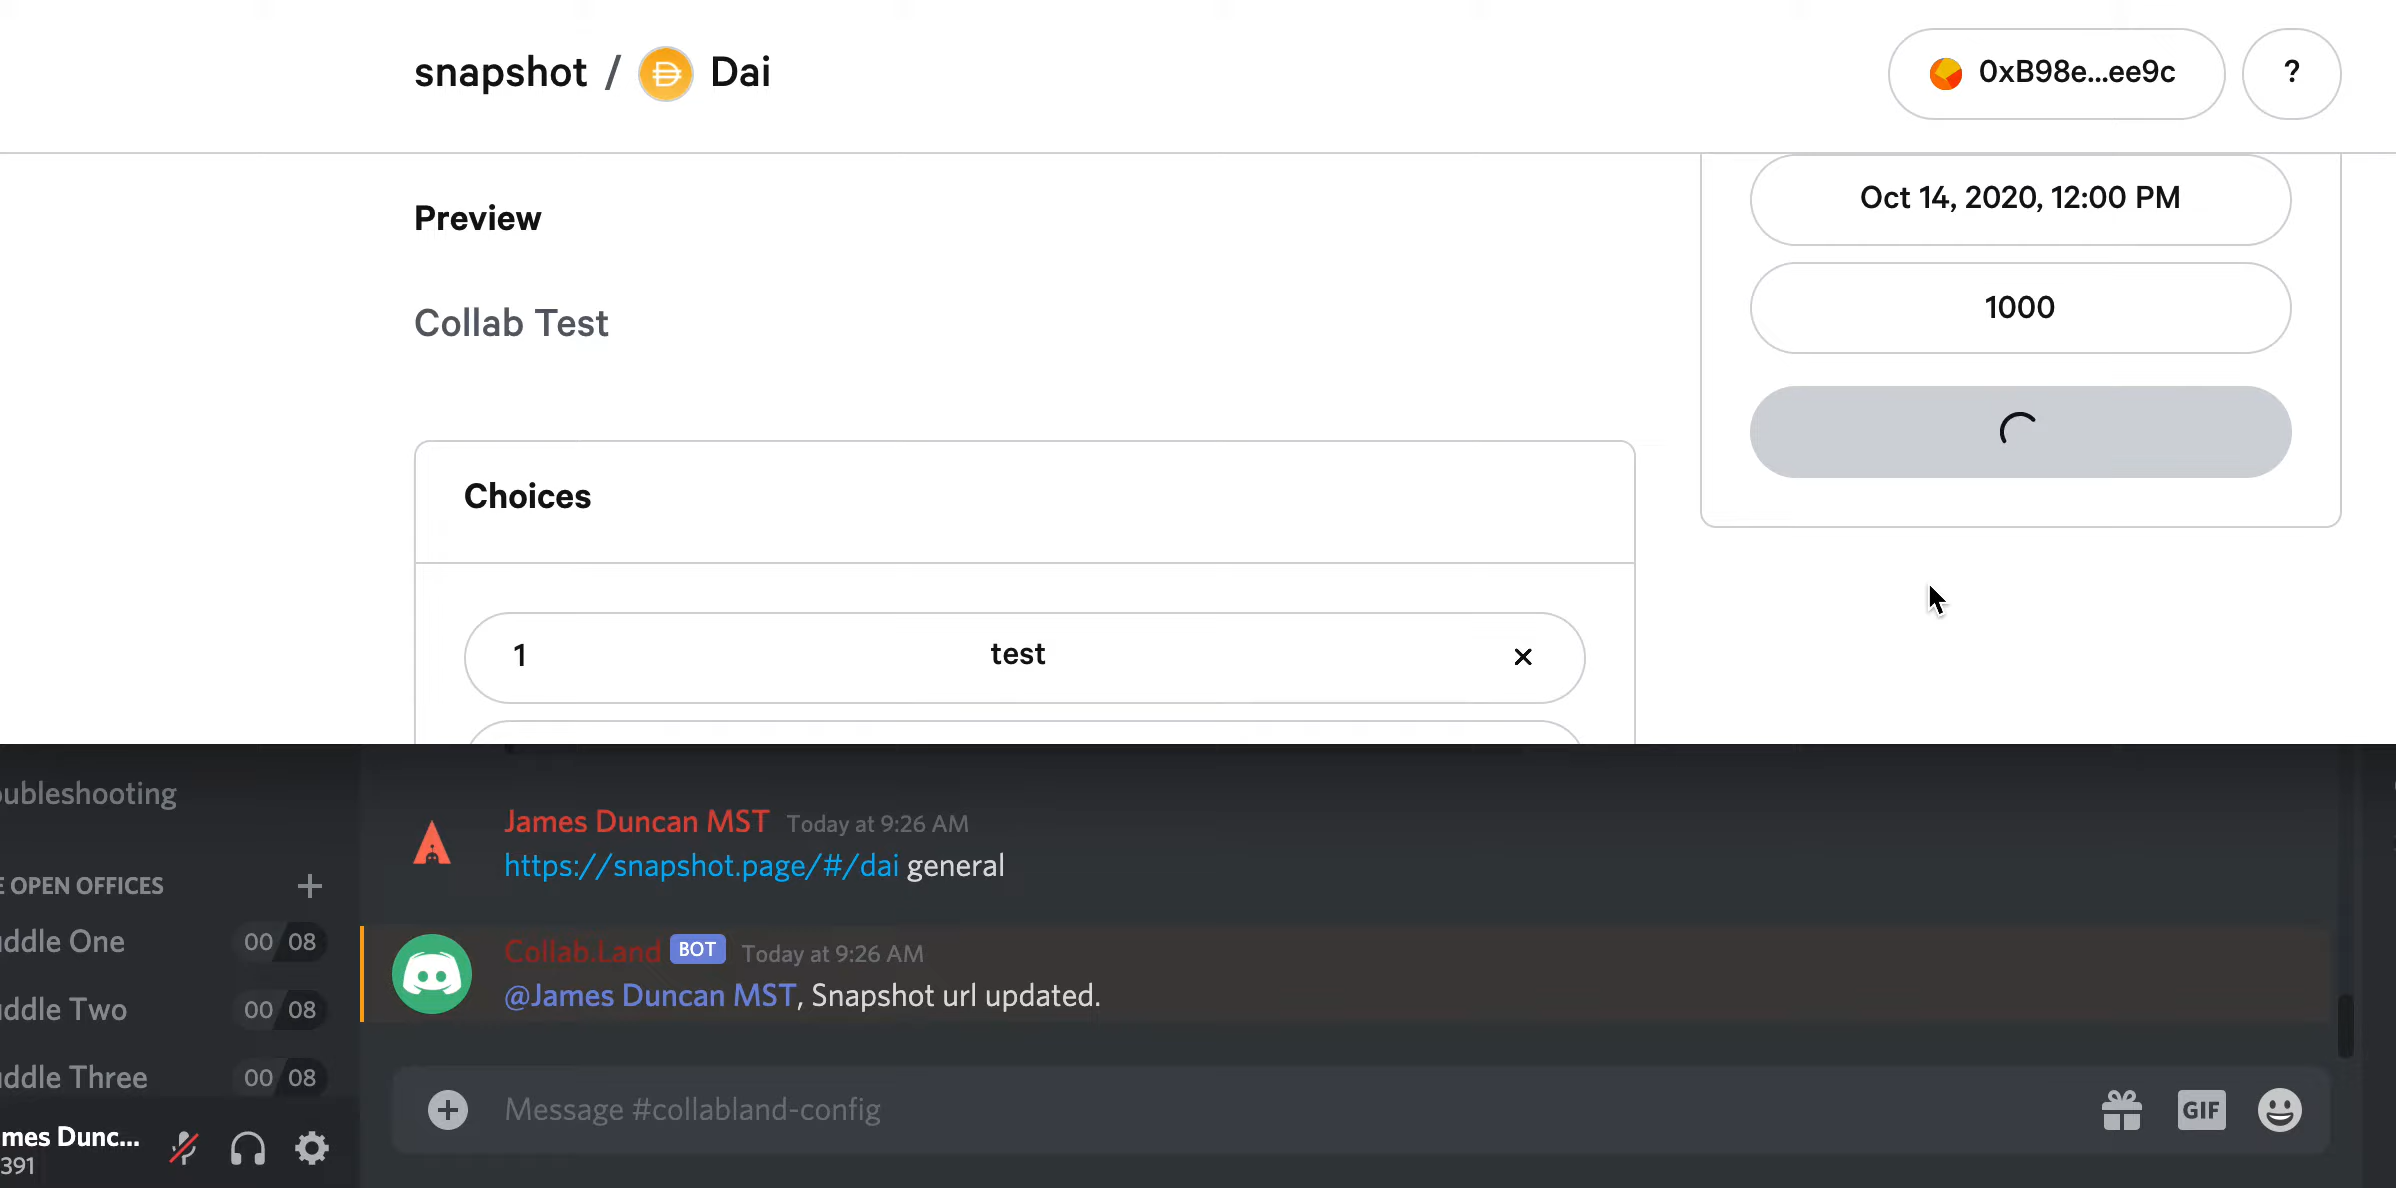 snapshot / Dai
0xB98e...ee9c
?
Preview
Collab Test
Oct 14, 2020, 12:00 PM
1000
Choices
1 test ×
oubleshooting
E OPEN OFFICES +
ddle One 00 08
ddle Two 00 08
ddle Three 00 08
mes Dunc...
391
James Duncan MST Today at 9:26 AM
https://snapshot.page/#/dai general
Collab.Land BOT Today at 9:26 AM
@James Duncan MST, Snapshot url updated.
Message #collabland-config
GIF